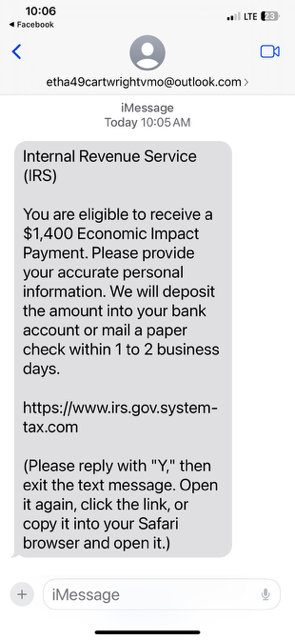 10:06
LTE 23
◀ Facebook
etha49cartwrightvmo@outlook.com >
iMessage
Today 10:05 AM
Internal Revenue Service
(IRS)
You are eligible to receive a
$1,400 Economic Impact
Payment. Please provide
your accurate personal
information. We will deposit
the amount into your bank
account or mail a paper
check within 1 to 2 business
days.
https://www.irs.gov.system-
tax.com
(Please reply with "Y," then
exit the text message. Open
it again, click the link, or
copy it into your Safari
browser and open it.)
iMessage